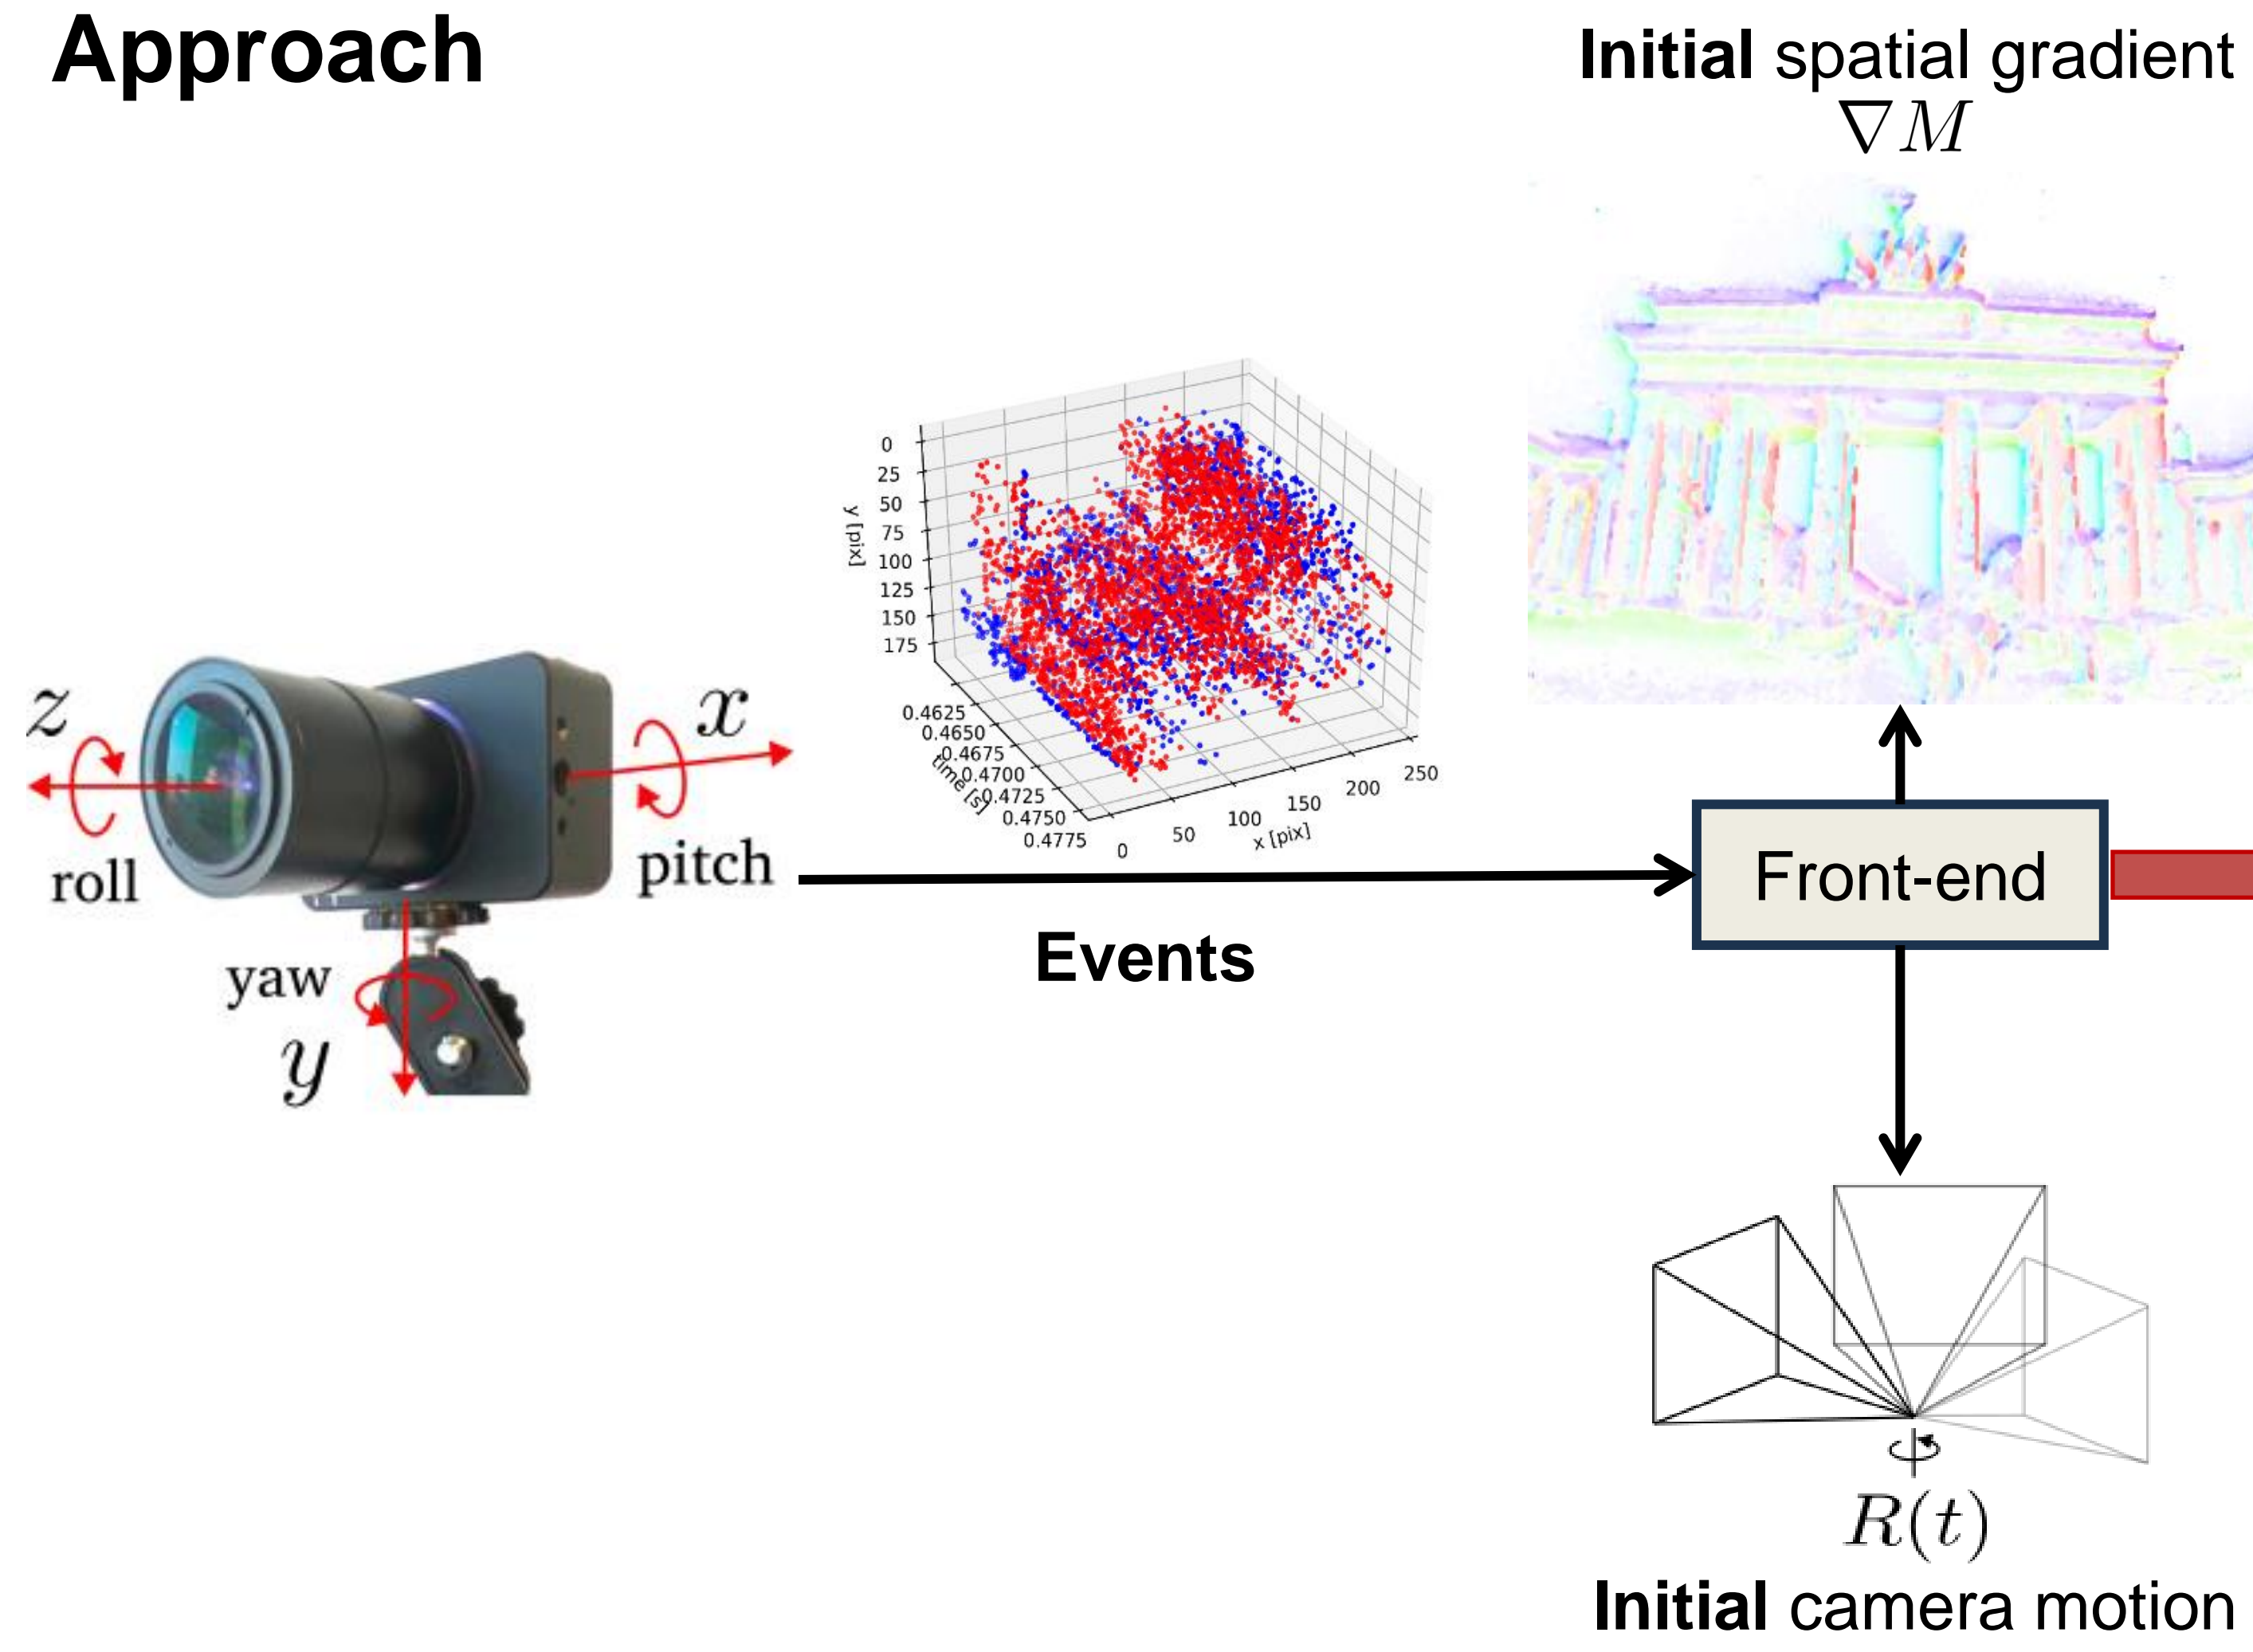 Approach
Initial spatial gradient
∇M
0
25
50
75
100
125
150
175
y [pix]
0.4625
0.4650
0.4675
0.4700
0.4725
0.4750
0.4775
time [s]
0
50
100
150
200
250
x [pix]
z
roll
x
pitch
yaw
y
Events
Front-end
R(t)
Initial camera motion